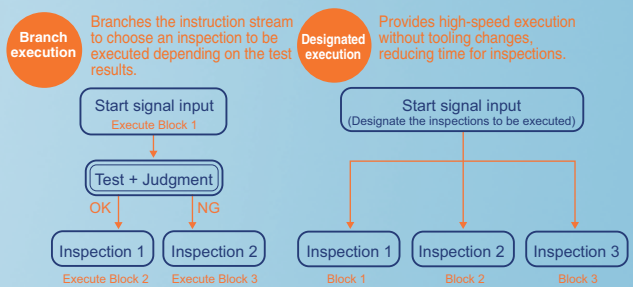 Branch
execution
Branches the instruction stream
to choose an inspection to be
executed depending on the test
results.
Start signal input
Execute Block 1
Test + Judgment
OK
NG
Inspection 1
Inspection 2
Execute Block 2
Execute Block 3
Designated
execution
Provides high-speed execution
without tooling changes,
reducing time for inspections.
Start signal input
(Designate the inspections to be executed)
Inspection 1
Inspection 2
Inspection 3
Block 1
Block 2
Block 3